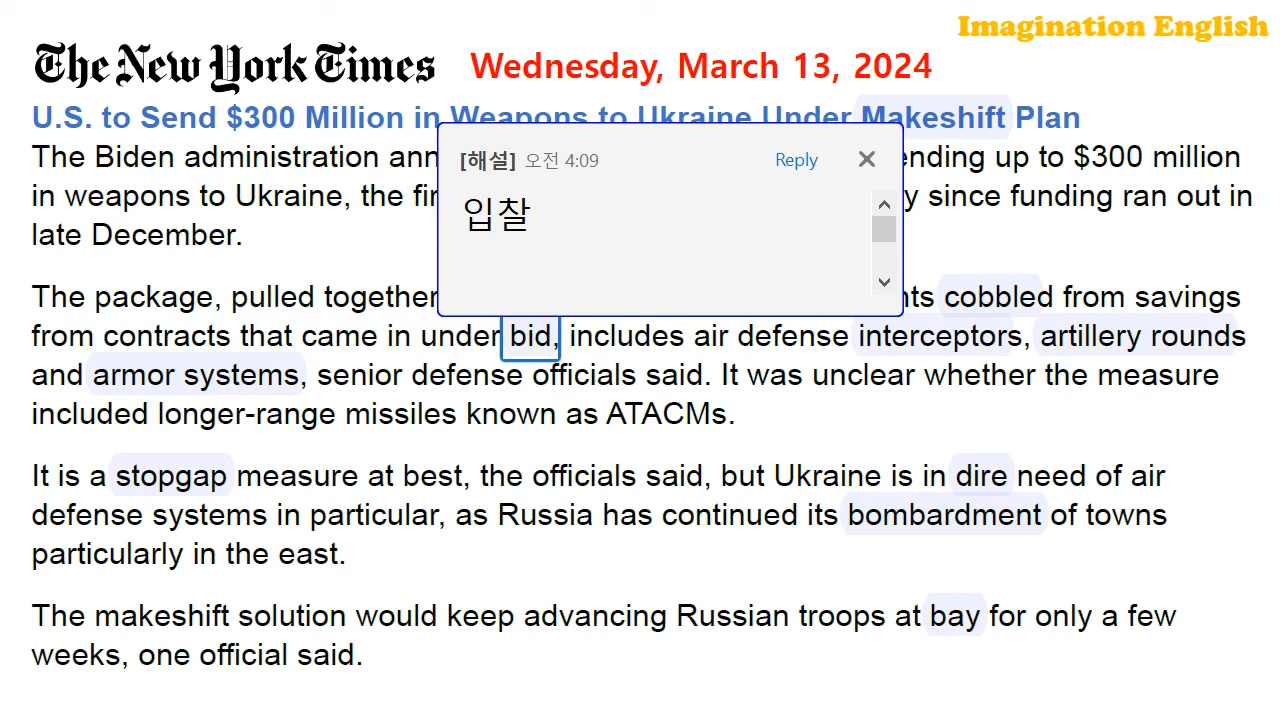 Imagination English
The New York Times
Wednesday, March 13, 2024
U.S. to Send $300 Million in Weapons to Ukraine Under Makeshift Plan
The Biden administration ann
ending up to $300 million
in weapons to Ukraine, the fir
y since funding ran out in
late December.
[해설] 오전 4:09
Reply
입찰
The package, pulled together
nts cobbled from savings
from contracts that came in under bid, includes air defense interceptors, artillery rounds
and armor systems, senior defense officials said. It was unclear whether the measure
included longer-range missiles known as ATACMs.
It is a stopgap measure at best, the officials said, but Ukraine is in dire need of air
defense systems in particular, as Russia has continued its bombardment of towns
particularly in the east.
The makeshift solution would keep advancing Russian troops at bay for only a few
weeks, one official said.